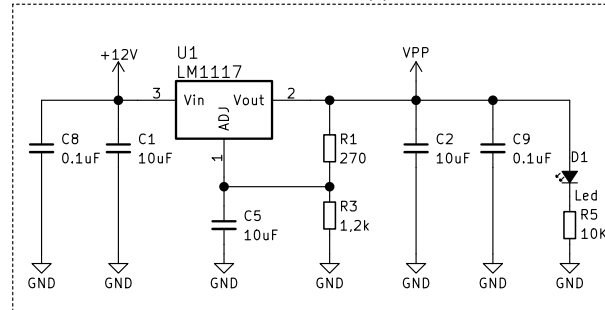 +12V
U1
LM1117
VPP
3
Vin
Vout
2
ADJ
1
C8
0.1uF
C1
10uF
R1
270
C2
10uF
C9
0.1uF
D1
Led
C5
10uF
R3
1,2k
R5
10K
GND
GND
GND
GND
GND
GND
GND